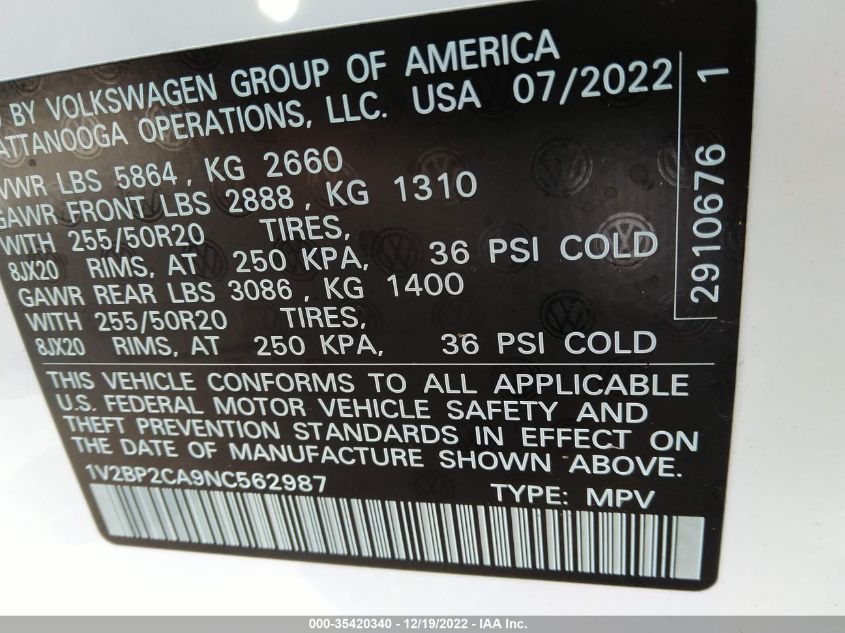 BY VOLKSWAGEN GROUP OF AMERICA
ATTANOOGA OPERATIONS, LLC. USA 07/2022
VWR LBS 5864, KG 2660
GAWR FRONT LBS 2888, KG 1310
WITH 255/50R20 TIRES,
8JX20 RIMS, AT 250 KPA, 36 PSI COLD
GAWR REAR LBS 3086, KG 1400
WITH 255/50R20 TIRES,
8JX20 RIMS, AT 250 KPA, 36 PSI COLD
THIS VEHICLE CONFORMS TO ALL APPLICABLE
U.S. FEDERAL MOTOR VEHICLE SAFETY AND
THEFT PREVENTION STANDARDS IN EFFECT ON
THE DATE OF MANUFACTURE SHOWN ABOVE.
1V2BP2CA9NC562987 TYPE: MPV
2910676 1
000-35420340 - 12/19/2022 - IAA Inc.